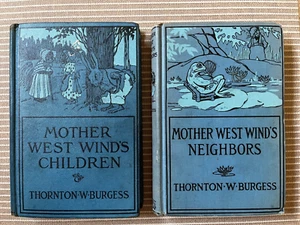 MOTHER
WEST WIND'S
CHILDREN
THORNTON·W·BURGESS
MOTHER WEST WIND'S
NEIGHBORS
THORNTON·W·BURGESS